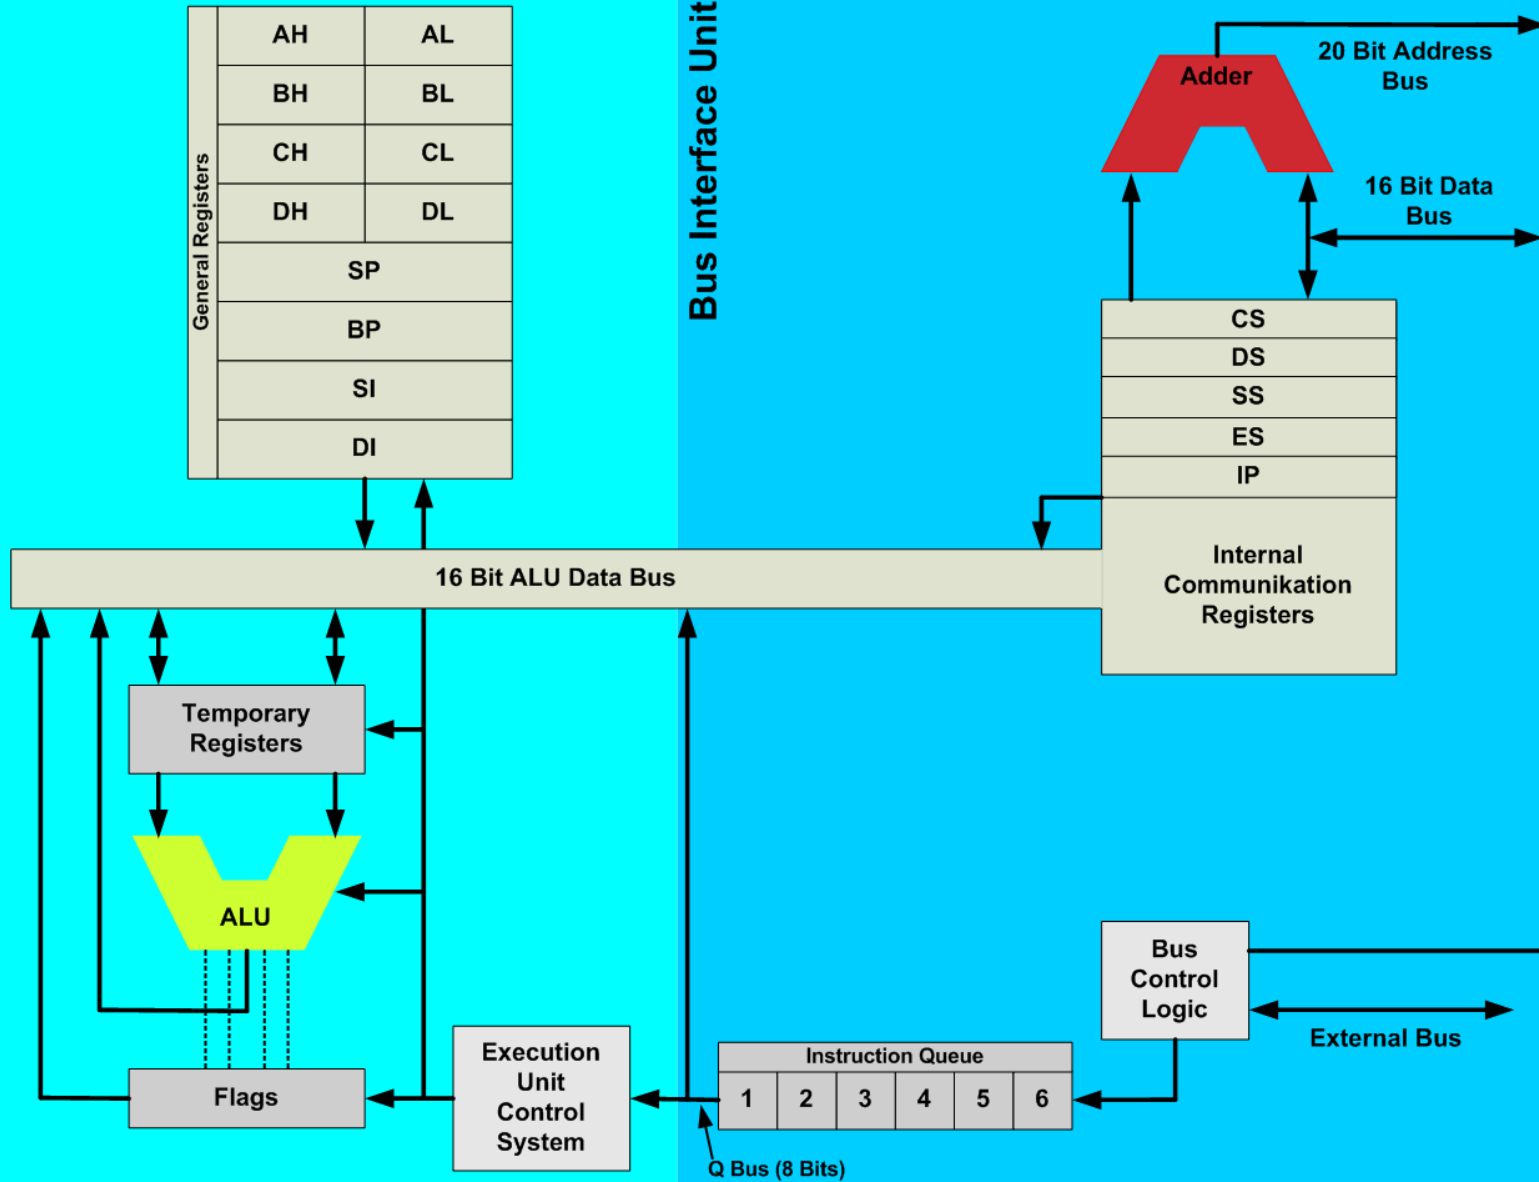 General Registers
AH
AL
BH
BL
CH
CL
DH
DL
SP
BP
SI
DI
Bus Interface Unit
Adder
20 Bit Address
Bus
16 Bit Data
Bus
CS
DS
SS
ES
IP
Internal
Communikation
Registers
16 Bit ALU Data Bus
Temporary
Registers
ALU
Flags
Execution
Unit
Control
System
Instruction Queue
1
2
3
4
5
6
Q Bus (8 Bits)
Bus
Control
Logic
External Bus